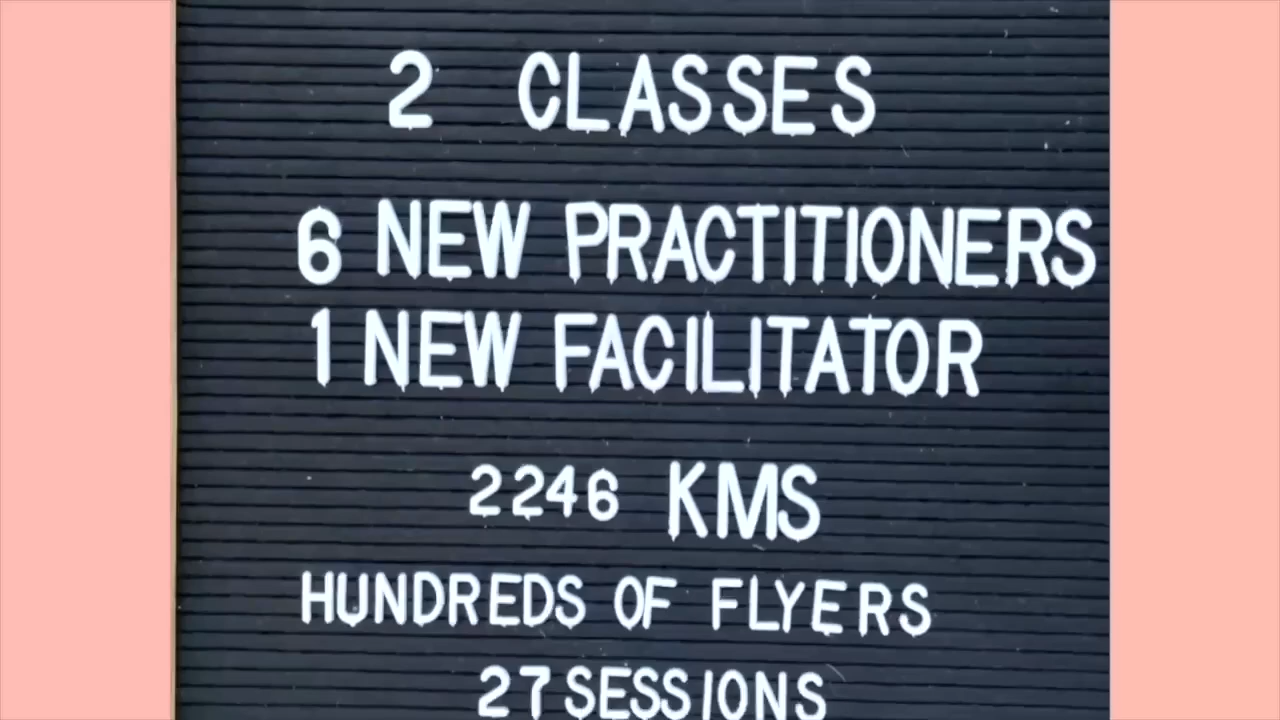 2 CLASSES
6 NEW PRACTITIONERS
1 NEW FACILITATOR
2246 KMS
HUNDREDS OF FLYERS
27 SESSIONS